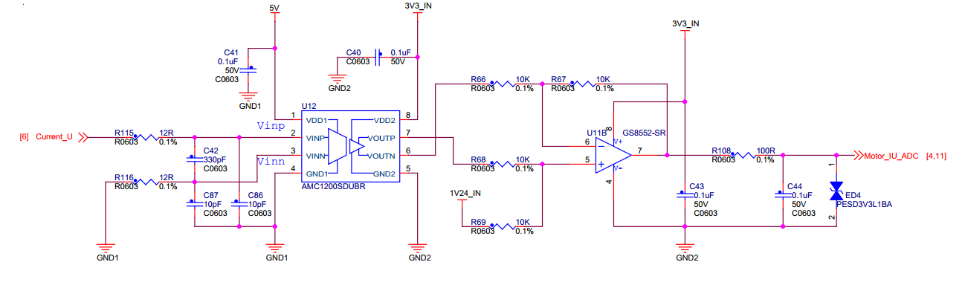 5V
3V3_IN
3V3_IN
C41
0.1uF
50V
C0603
GND1
C40
0.1uF
C0603
50V
GND2
R66
10K
R0603
0.1%
R67
10K
R0603
0.1%
U12
1
VDD1
VDD2
8
[6] Current_U
R115
12R
R0603
0.1%
Vinp
2
VINP
VOUTP
7
C42
330pF
C0603
Vinn
3
VINN
VOUTN
6
4
GND1
GND2
5
AMC1200SDUBR
R116
12R
R0603
0.1%
C87
10pF
C0603
C86
10pF
C0603
R68
10K
R0603
0.1%
1V24_IN
R69
10K
R0603
0.1%
U11B
GS8552-SR
8
V+
6
5
7
4
V-
R108
100R
R0603
0.1%
Motor_IU_ADC [4,11]
C43
0.1uF
50V
C0603
C44
0.1uF
50V
C0603
1
ED4
PESD3V3L1BA
2
GND1
GND1
GND2
GND2